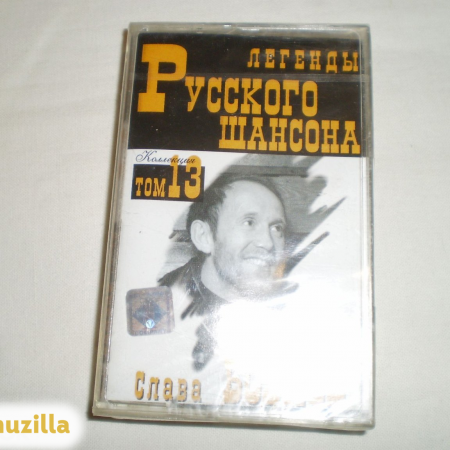 ЛЕГЕНДЫ
РУССКОГО
ШАНСОНА
Коллекция
ТОМ 13
Слава
uzilla